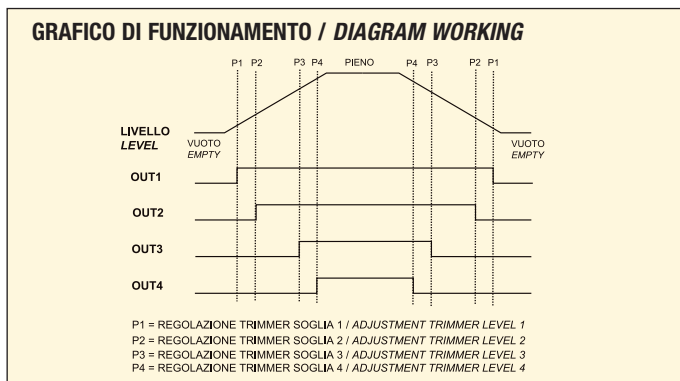 GRAFICO DI FUNZIONAMENTO / DIAGRAM WORKING
P1 P2 P3 P4 PIENO P4 P3 P2 P1
LIVELLO
LEVEL
VUOTO
EMPTY
VUOTO
EMPTY
OUT1
OUT2
OUT3
OUT4
P1 = REGOLAZIONE TRIMMER SOGLIA 1 / ADJUSTMENT TRIMMER LEVEL 1
P2 = REGOLAZIONE TRIMMER SOGLIA 2 / ADJUSTMENT TRIMMER LEVEL 2
P3 = REGOLAZIONE TRIMMER SOGLIA 3 / ADJUSTMENT TRIMMER LEVEL 3
P4 = REGOLAZIONE TRIMMER SOGLIA 4 / ADJUSTMENT TRIMMER LEVEL 4